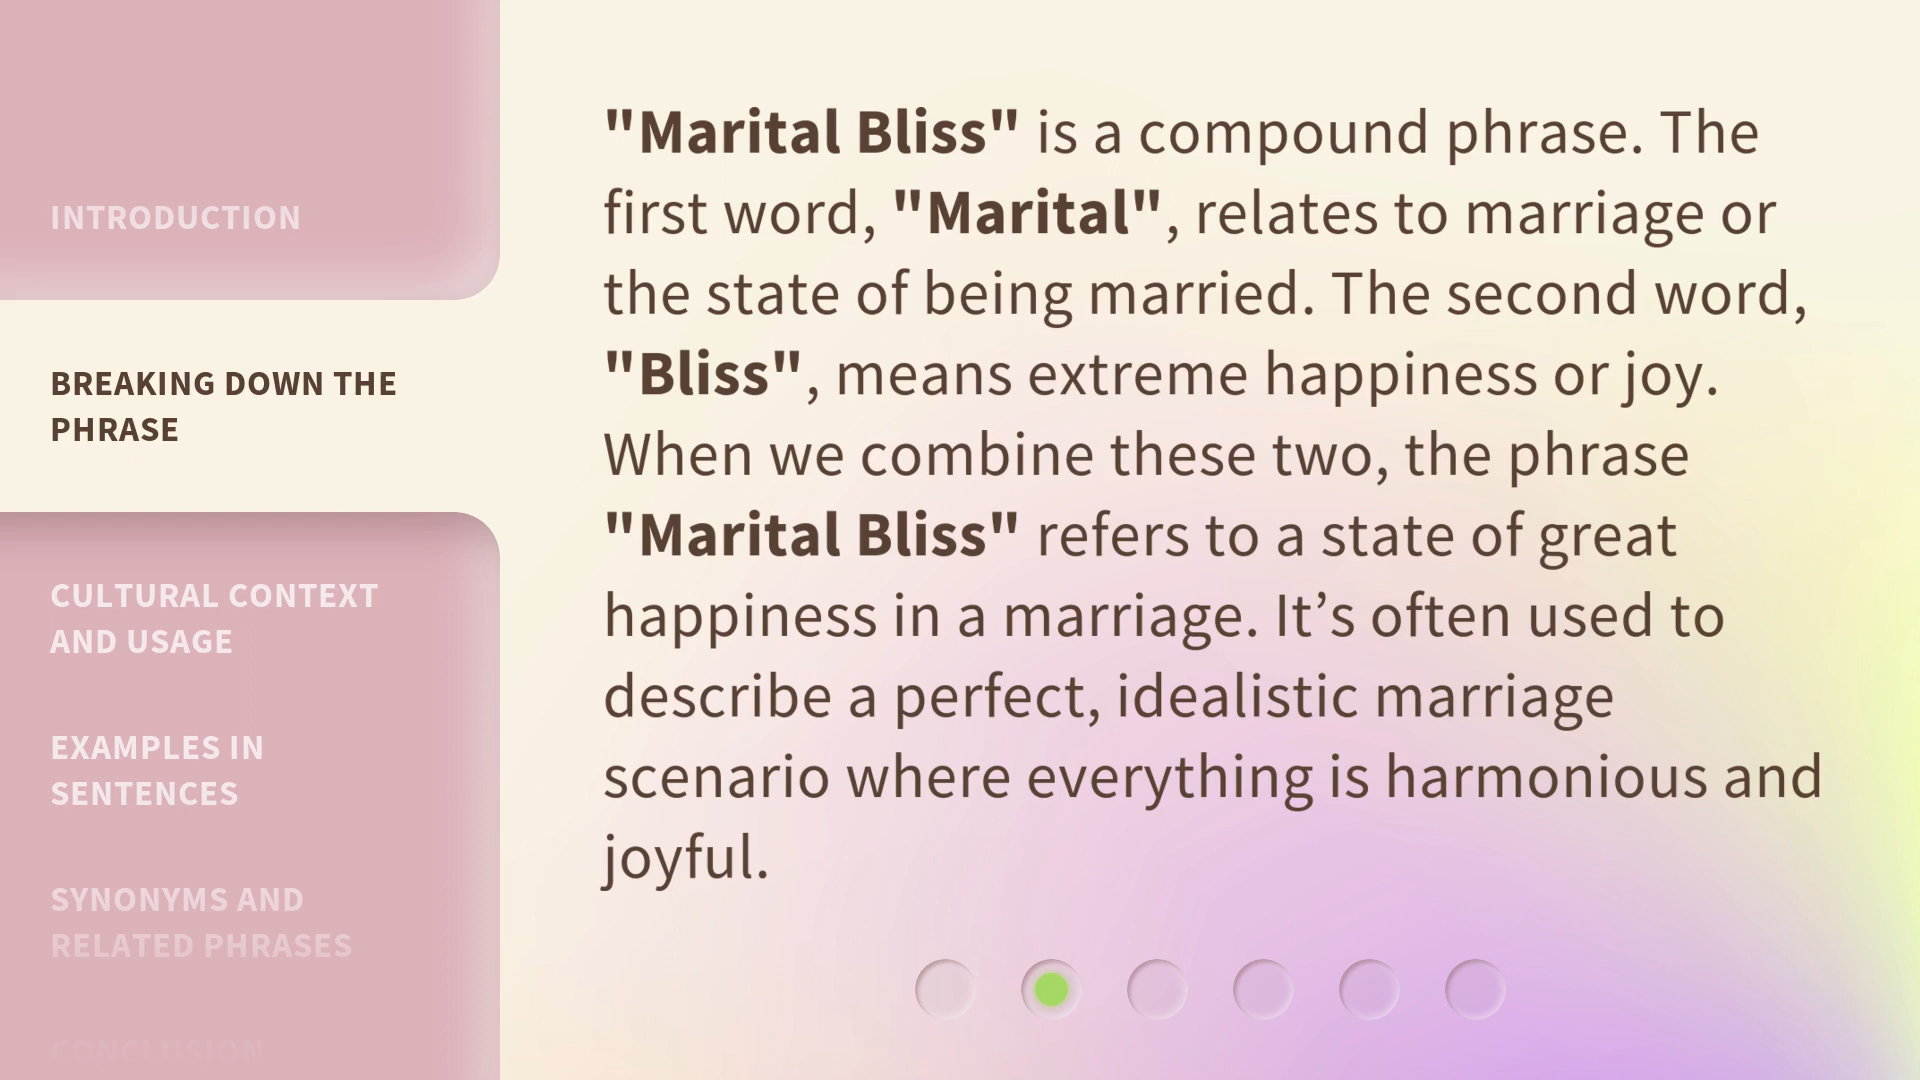 INTRODUCTION
BREAKING DOWN THE
PHRASE
CULTURAL CONTEXT
AND USAGE
EXAMPLES IN
SENTENCES
SYNONYMS AND
RELATED PHRASES
CONCLUSION
"Marital Bliss" is a compound phrase. The
first word, "Marital", relates to marriage or
the state of being married. The second word,
"Bliss", means extreme happiness or joy.
When we combine these two, the phrase
"Marital Bliss" refers to a state of great
happiness in a marriage. It’s often used to
describe a perfect, idealistic marriage
scenario where everything is harmonious and
joyful.